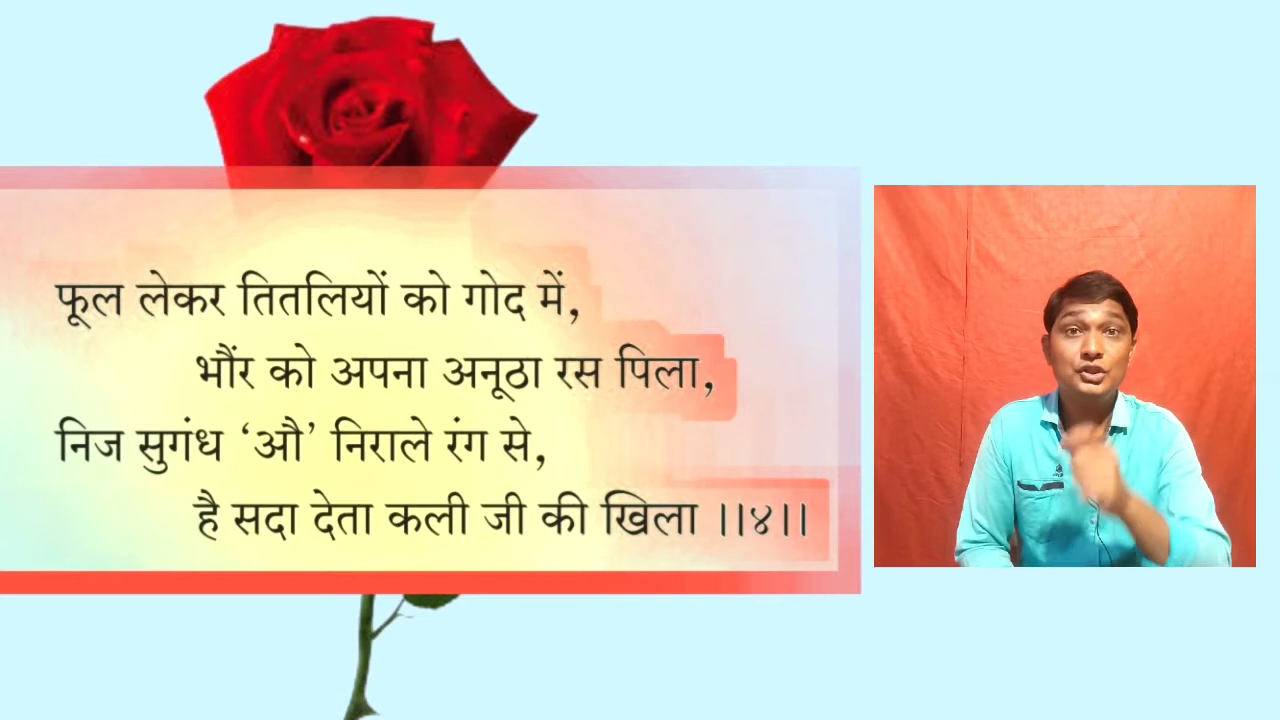 फूल लेकर तितलियों को गोद में,
भौंर को अपना अनूठा रस पिला,
निज सुगंध ‘औ’ निराले रंग से,
है सदा देता कली जी की खिला ।।४।।